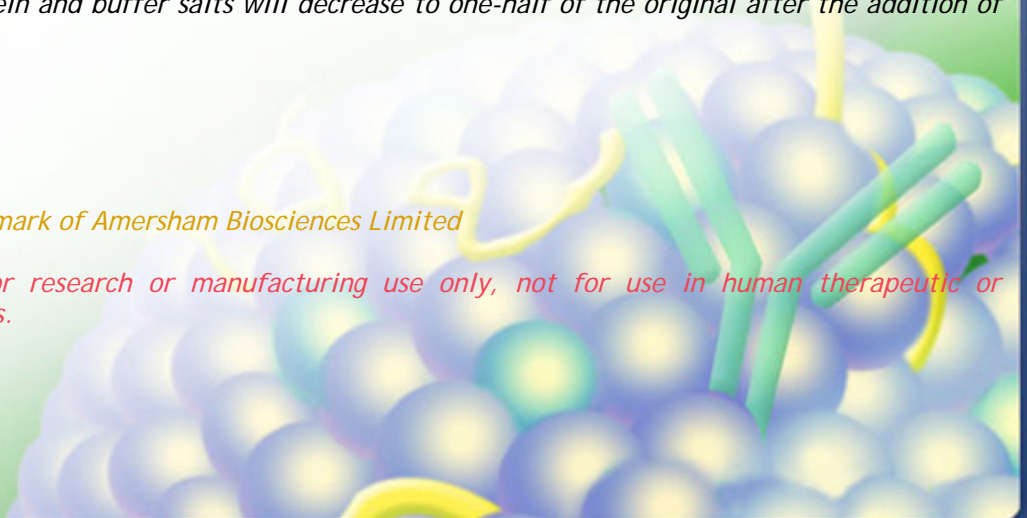 ein and buffer salts will decrease to one-half of the original after the addition of
mark of Amersham Biosciences Limited
or research or manufacturing use only, not for use in human therapeutic or
s.